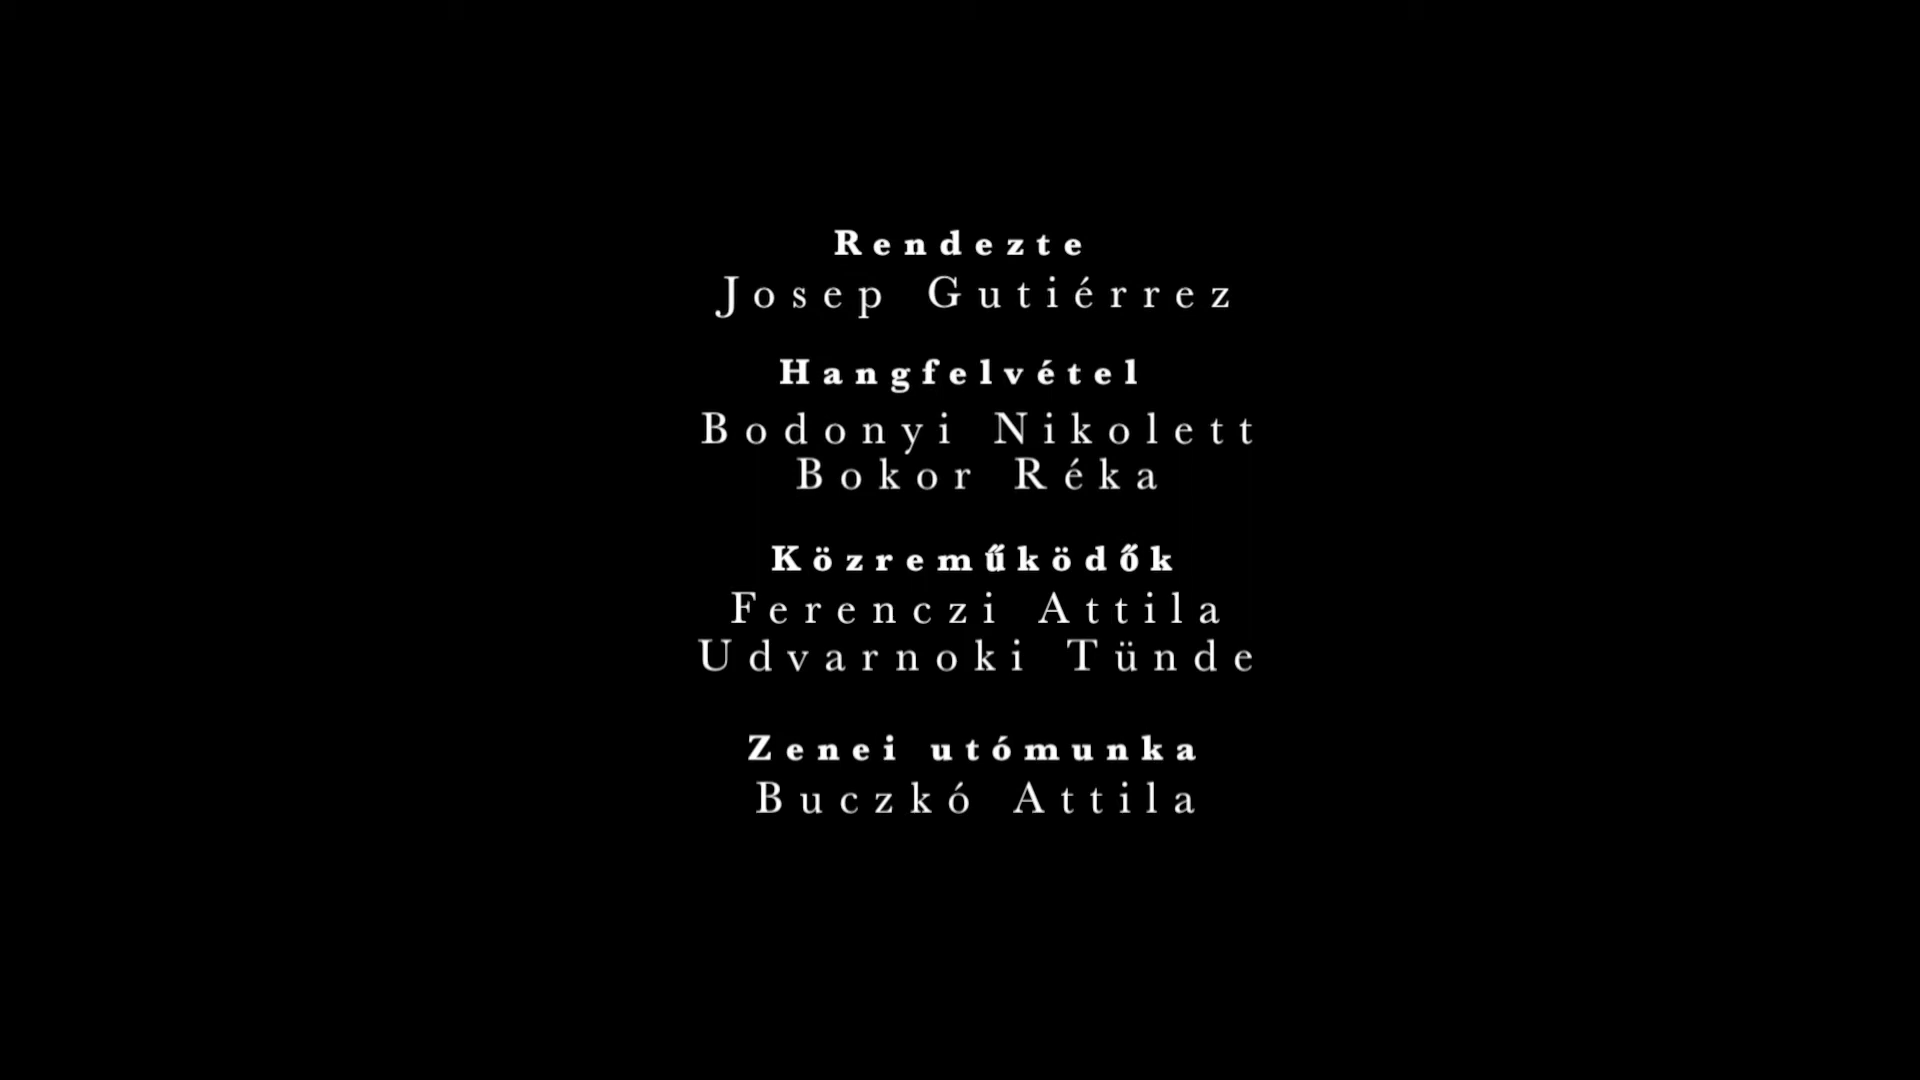 Rendezte
Josep Gutiérrez
Hangfelvétel
Bodonyi Nikolett
Bokor Réka
Közreműködők
Ferenczi Attila
Udvarnoki Tünde
Zenei utómunka
Buczkó Attila